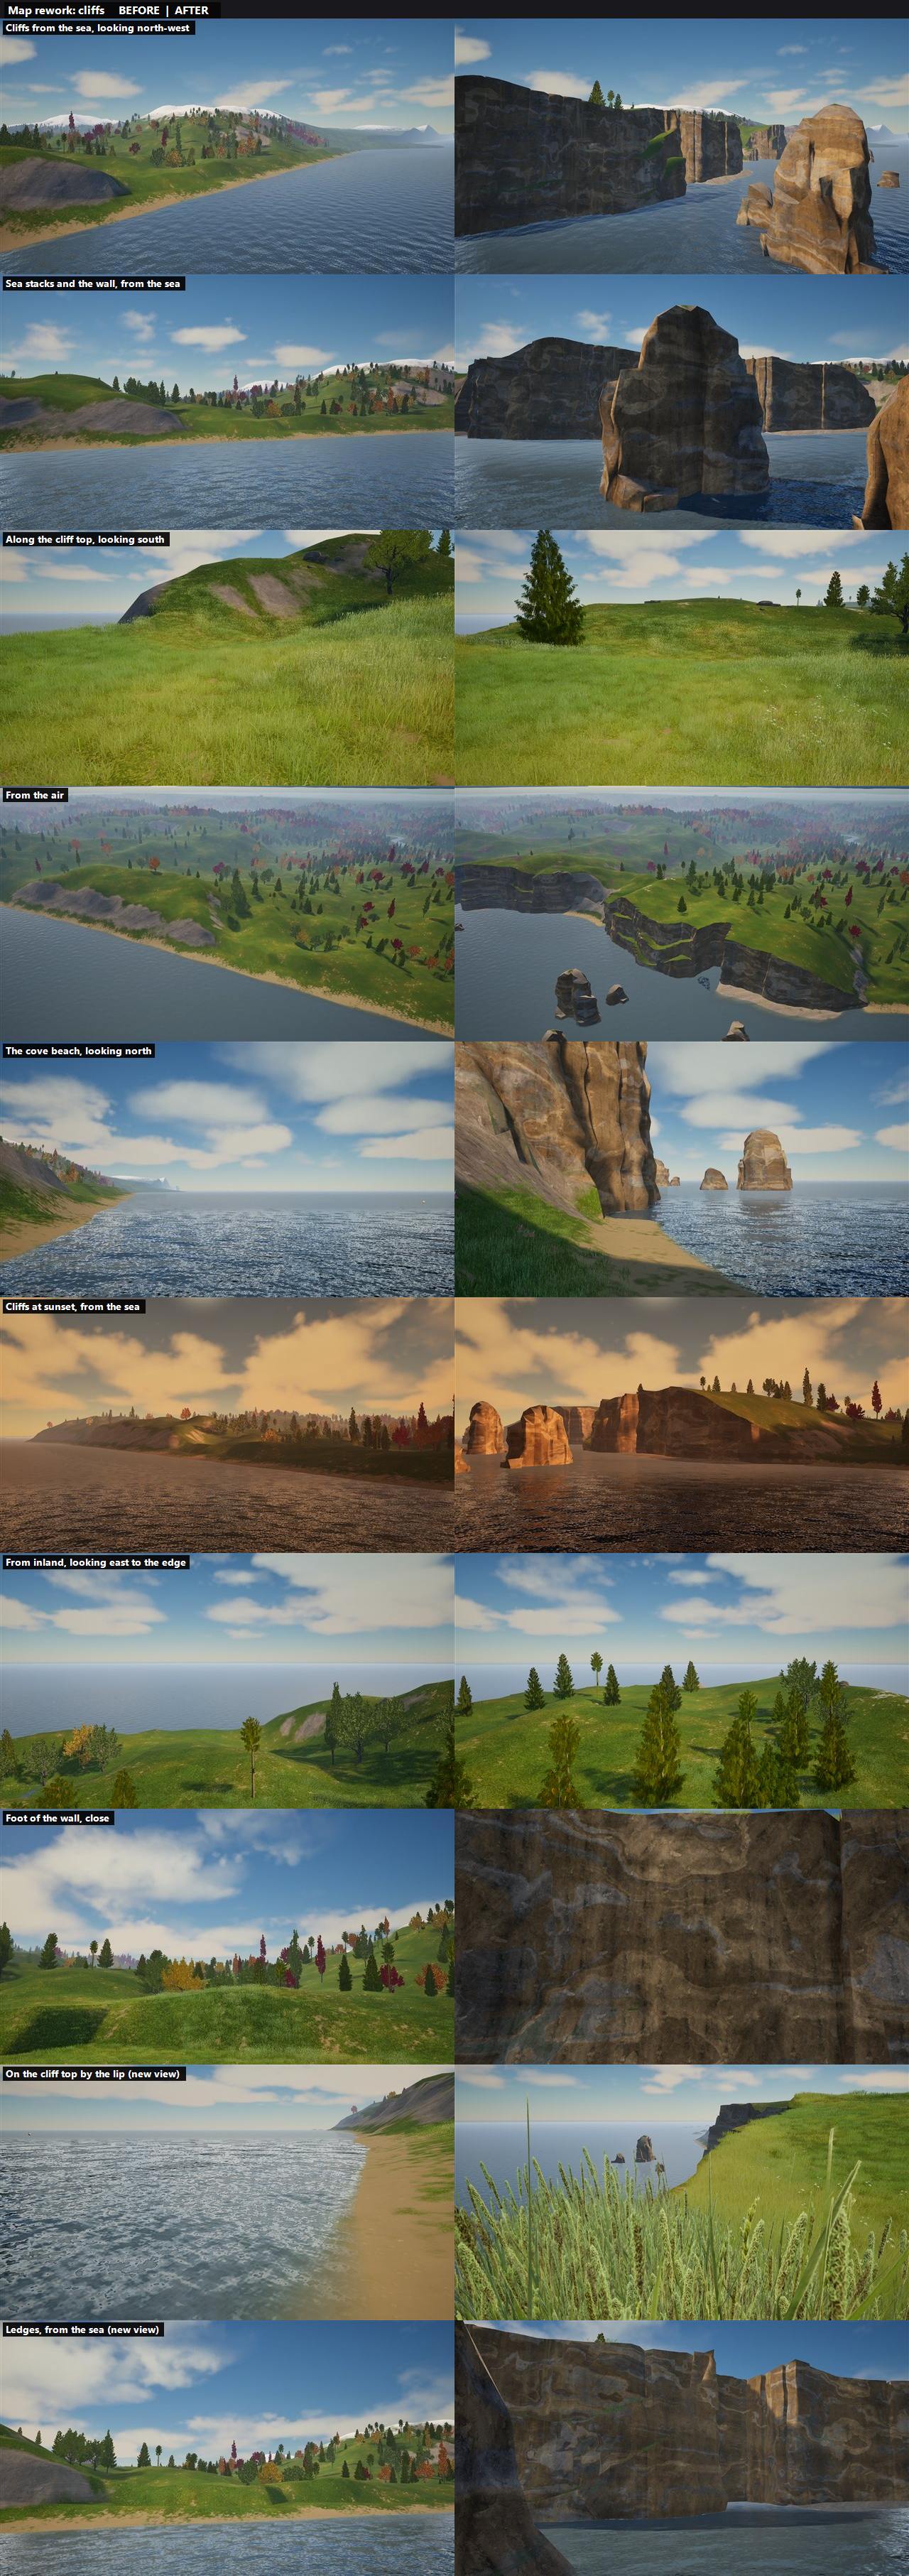 Map rework: cliffs BEFORE | AFTER
Cliffs from the sea, looking north-west
Sea stacks and the wall, from the sea
Along the cliff top, looking south
From the air
The cove beach, looking north
Cliffs at sunset, from the sea
From inland, looking east to the edge
Foot of the wall, close
On the cliff top by the lip (new view)
Ledges, from the sea (new view)